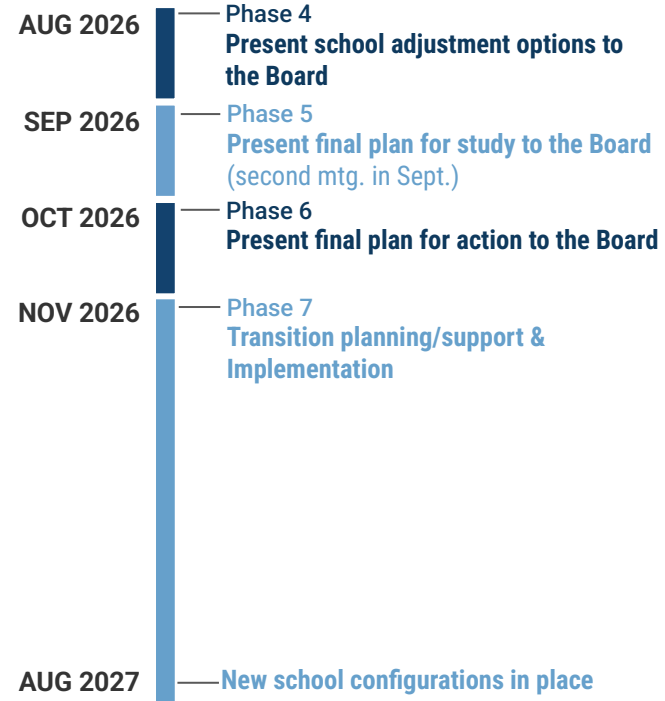 AUG 2026
Phase 4
Present school adjustment options to
the Board
SEP 2026
Phase 5
Present final plan for study to the Board
(second mtg. in Sept.)
OCT 2026
Phase 6
Present final plan for action to the Board
NOV 2026
Phase 7
Transition planning/support &
Implementation
AUG 2027
New school configurations in place